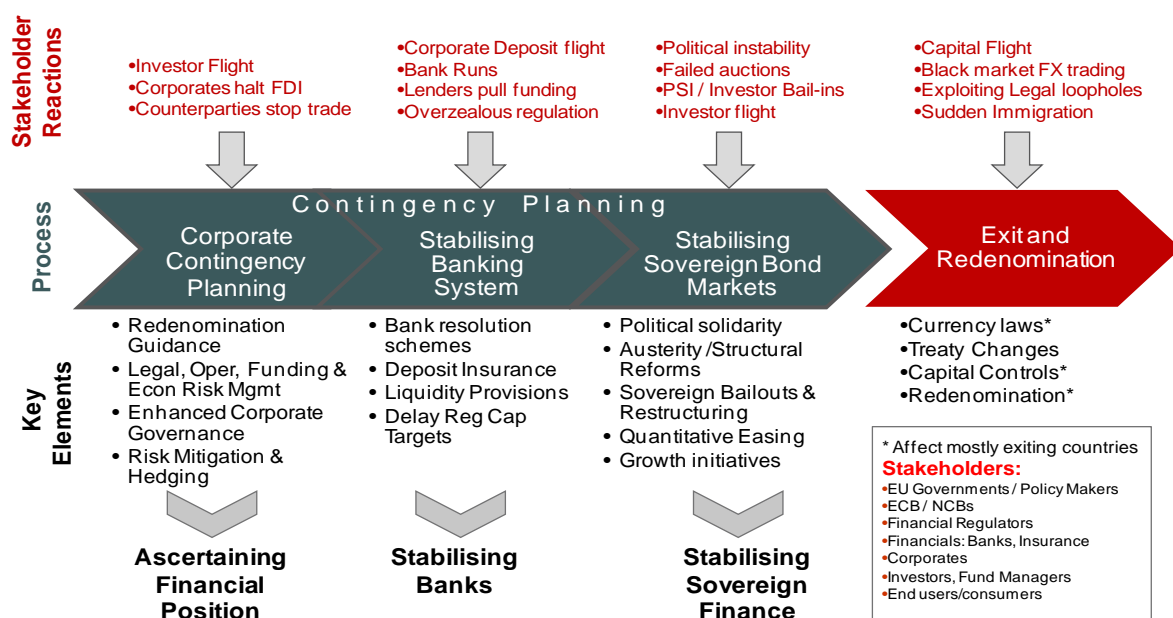 Stakeholder
Reactions
•Investor Flight
•Corporates halt FDI
•Counterparties stop trade
•Corporate Deposit flight
•Bank Runs
•Lenders pull funding
•Overzealous regulation
•Political instability
•Failed auctions
•PSI / Investor Bail-ins
•Investor flight
•Capital Flight
•Black market FX trading
•Exploiting Legal loopholes
•Sudden Immigration
Process
Contingency Planning
Corporate
Contingency
Planning
Stabilising
Banking
System
Stabilising
Sovereign Bond
Markets
Exit and
Redenomination
Key
Elements
• Redenomination
Guidance
• Legal, Oper, Funding &
Econ Risk Mgmt
• Enhanced Corporate
Governance
• Risk Mitigation &
Hedging
• Bank resolution
schemes
• Deposit Insurance
• Liquidity Provisions
• Delay Reg Cap
Targets
• Political solidarity
• Austerity /Structural
Reforms
• Sovereign Bailouts &
Restructuring
• Quantitative Easing
• Growth initiatives
•Currency laws*
•Treaty Changes
•Capital Controls*
•Redenomination*
Ascertaining
Financial
Position
Stabilising
Banks
Stabilising
Sovereign
Finance
* Affect mostly exiting countries
Stakeholders:
•EU Governments / Policy Makers
•ECB / NCBs
•Financial Regulators
•Financials: Banks, Insurance
•Corporates
•Investors, Fund Managers
•End users/consumers